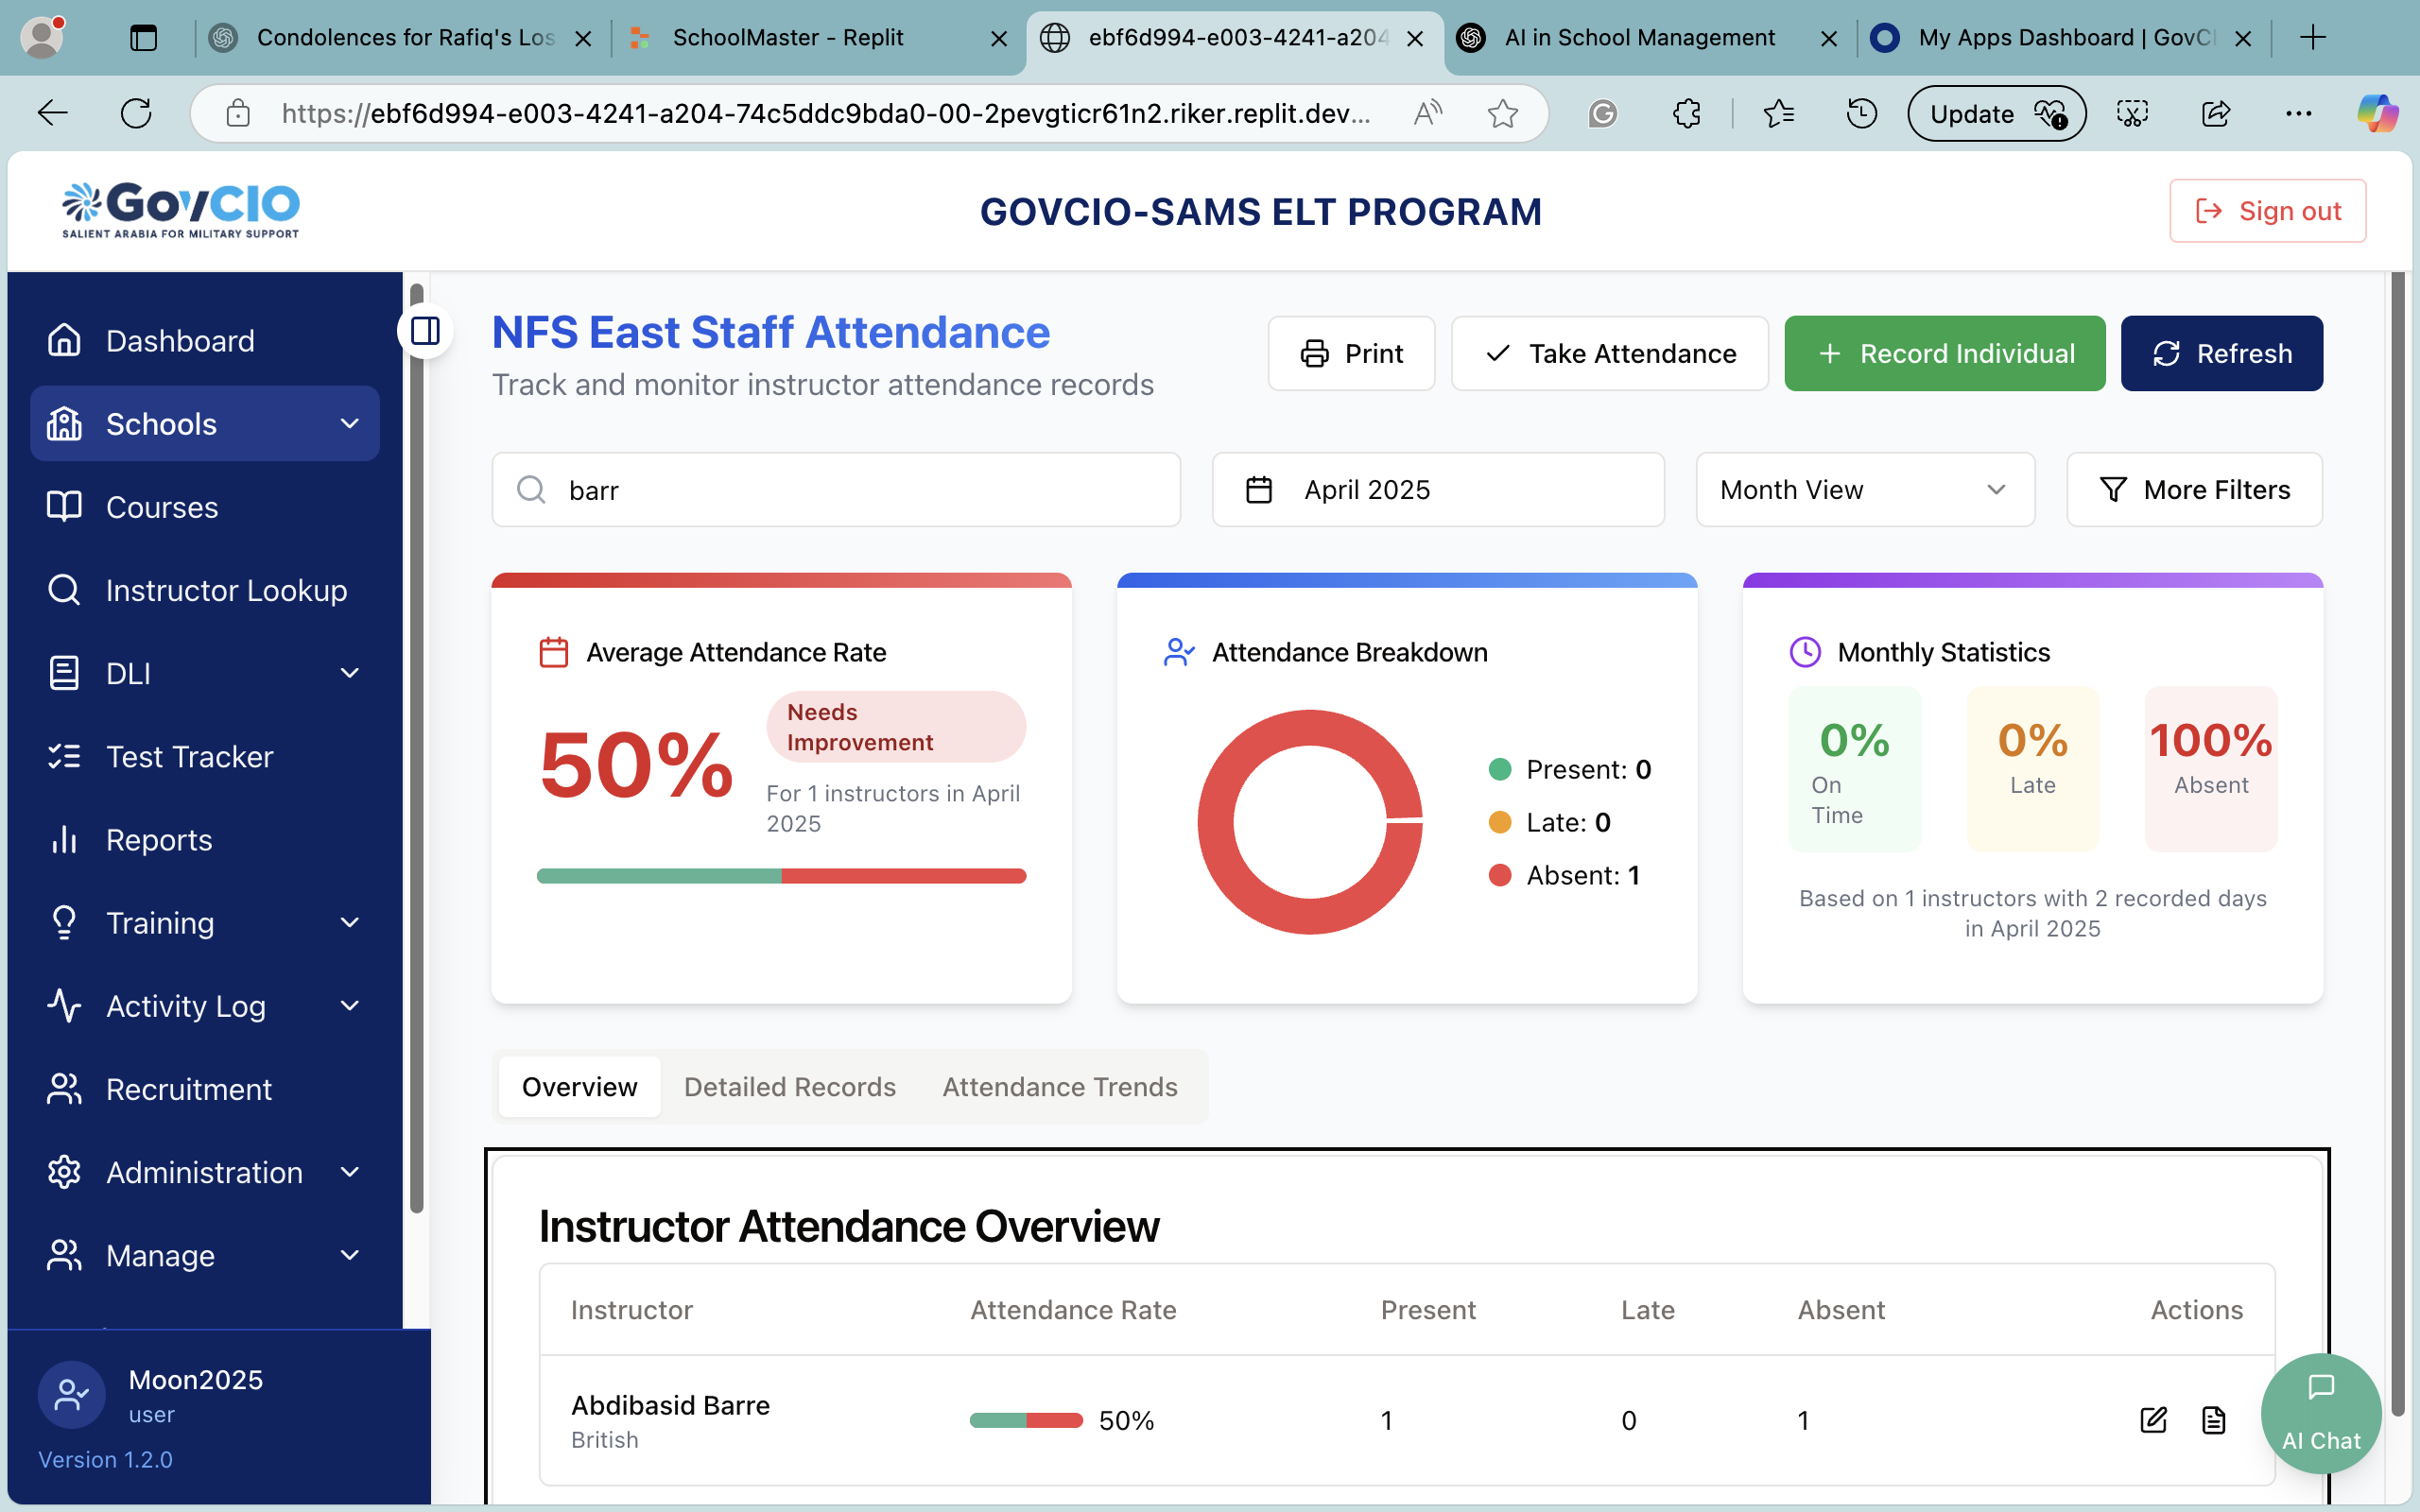 Condolences for Rafiq's Los
SchoolMaster - Replit
ebf6d994-e003-4241-a204
AI in School Management
My Apps Dashboard | GovCl
https://ebf6d994-e003-4241-a204-74c5ddc9bda0-00-2pevgticr61n2.riker.replit.dev...
Update
GovCIO
SALIENT ARABIA FOR MILITARY SUPPORT
GOVCIO-SAMS ELT PROGRAM
Sign out
Dashboard
Schools
Courses
Instructor Lookup
DLI
Test Tracker
Reports
Training
Activity Log
Recruitment
Administration
Manage
Moon2025
user
Version 1.2.0
NFS East Staff Attendance
Track and monitor instructor attendance records
Print
Take Attendance
Record Individual
Refresh
barr
April 2025
Month View
More Filters
Average Attendance Rate
50%
Needs
Improvement
For 1 instructors in April
2025
Attendance Breakdown
Present: 0
Late: 0
Absent: 1
Monthly Statistics
0%
On
Time
0%
Late
100%
Absent
Based on 1 instructors with 2 recorded days
in April 2025
Overview
Detailed Records
Attendance Trends
Instructor Attendance Overview
Instructor Attendance Rate Present Late Absent Actions
Abdibasid Barre
British
50% 1 0 1
AI Chat